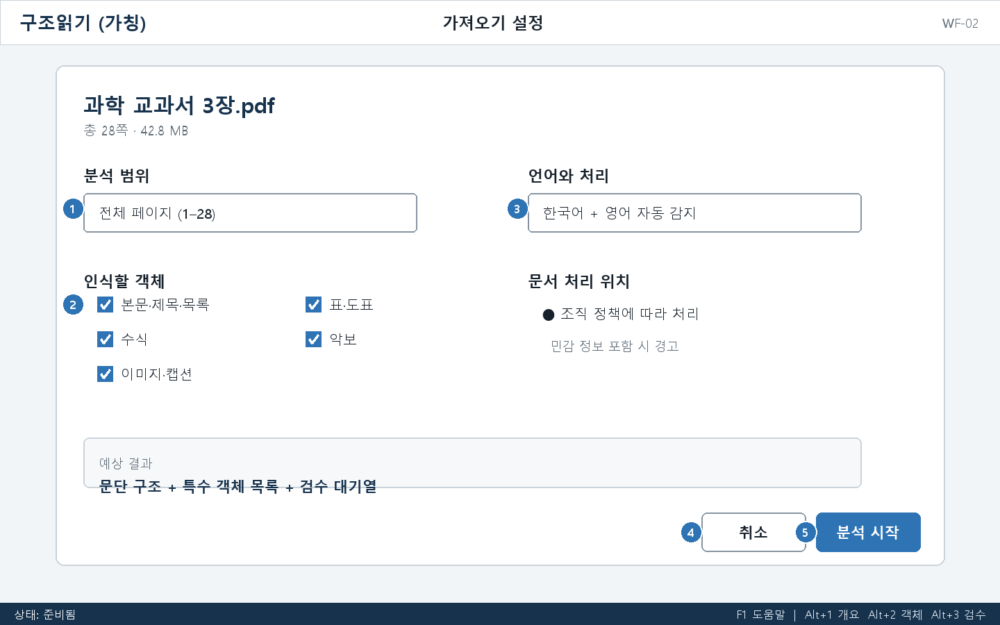 구조읽기 (가칭)
가져오기 설정
WF-02
과학 교과서 3장.pdf
총 28쪽 · 42.8 MB
분석 범위
1 전체 페이지 (1–28)
언어와 처리
3 한국어 + 영어 자동 감지
인식할 객체
2 본문·제목·목록
표·도표
수식
악보
이미지·캡션
문서 처리 위치
● 조직 정책에 따라 처리
민감 정보 포함 시 경고
예상 결과
문단 구조 + 특수 객체 목록 + 검수 대기열
4 취소
5 분석 시작
상태: 준비됨
F1 도움말 | Alt+1 개요 Alt+2 객체 Alt+3 검수